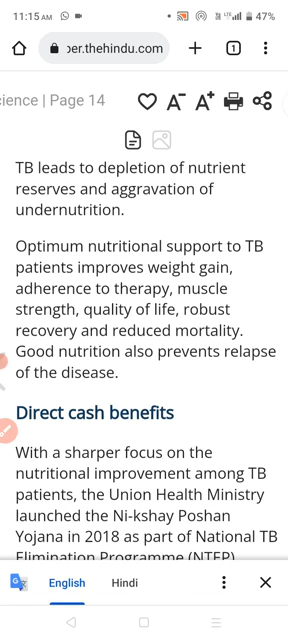 11:15 AM
47%
per.thehindu.com
1
cience | Page 14
A-
A+
TB leads to depletion of nutrient
reserves and aggravation of
undernutrition.
Optimum nutritional support to TB
patients improves weight gain,
adherence to therapy, muscle
strength, quality of life, robust
recovery and reduced mortality.
Good nutrition also prevents relapse
of the disease.
Direct cash benefits
With a sharper focus on the
nutritional improvement among TB
patients, the Union Health Ministry
launched the Ni-kshay Poshan
Yojana in 2018 as part of National TB
Elimination Programme (NTEP)
English
Hindi